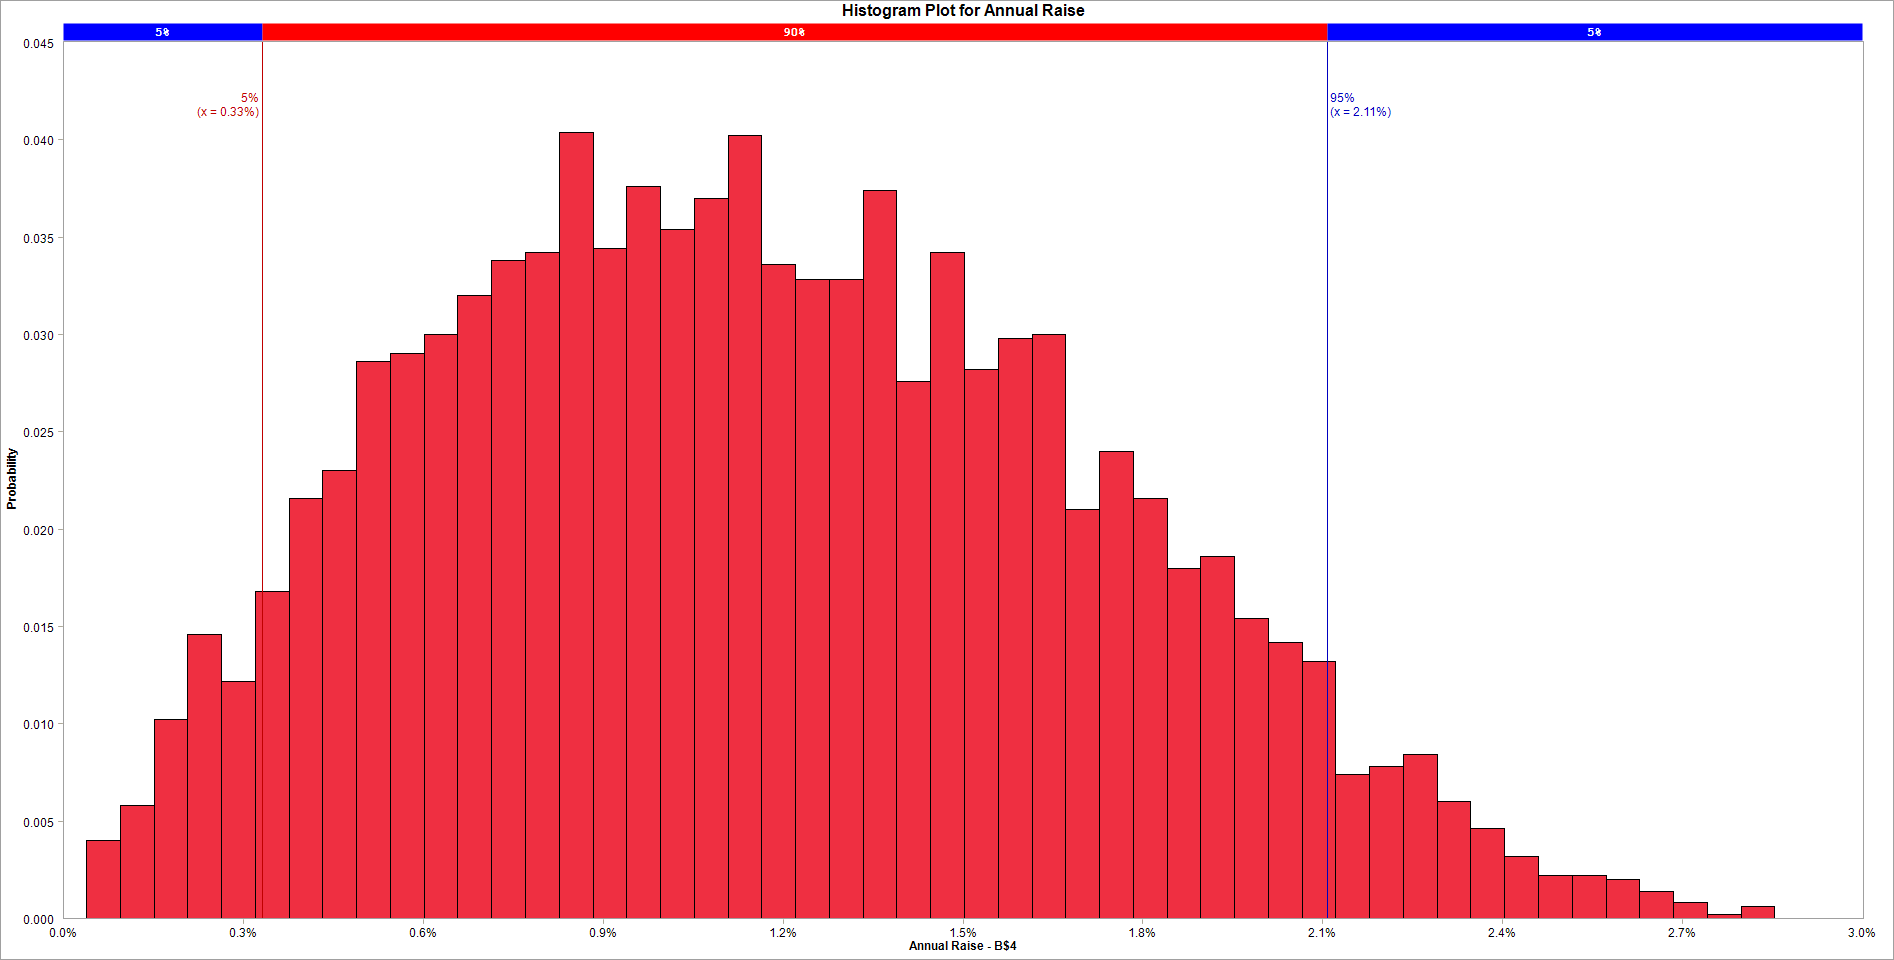 Histogram Plot for Annual Raise
5% 90% 5%
0.045
5%
(x = 0.33%)
95%
(x = 2.11%)
0.040
0.035
0.030
0.025
0.020
0.015
0.010
0.005
0.000
Probability
0.0% 0.3% 0.6% 0.9% 1.2% 1.5% 1.8% 2.1% 2.4% 2.7% 3.0%
Annual Raise - B$4